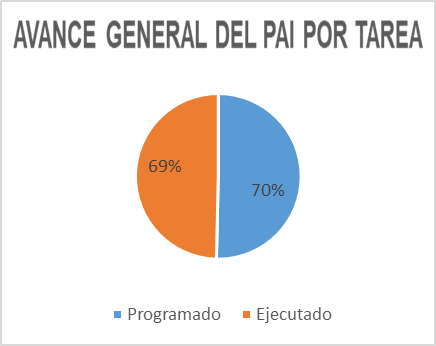 AVANCE GENERAL DEL PAI POR TAREA
69%
70%
Programado Ejecutado